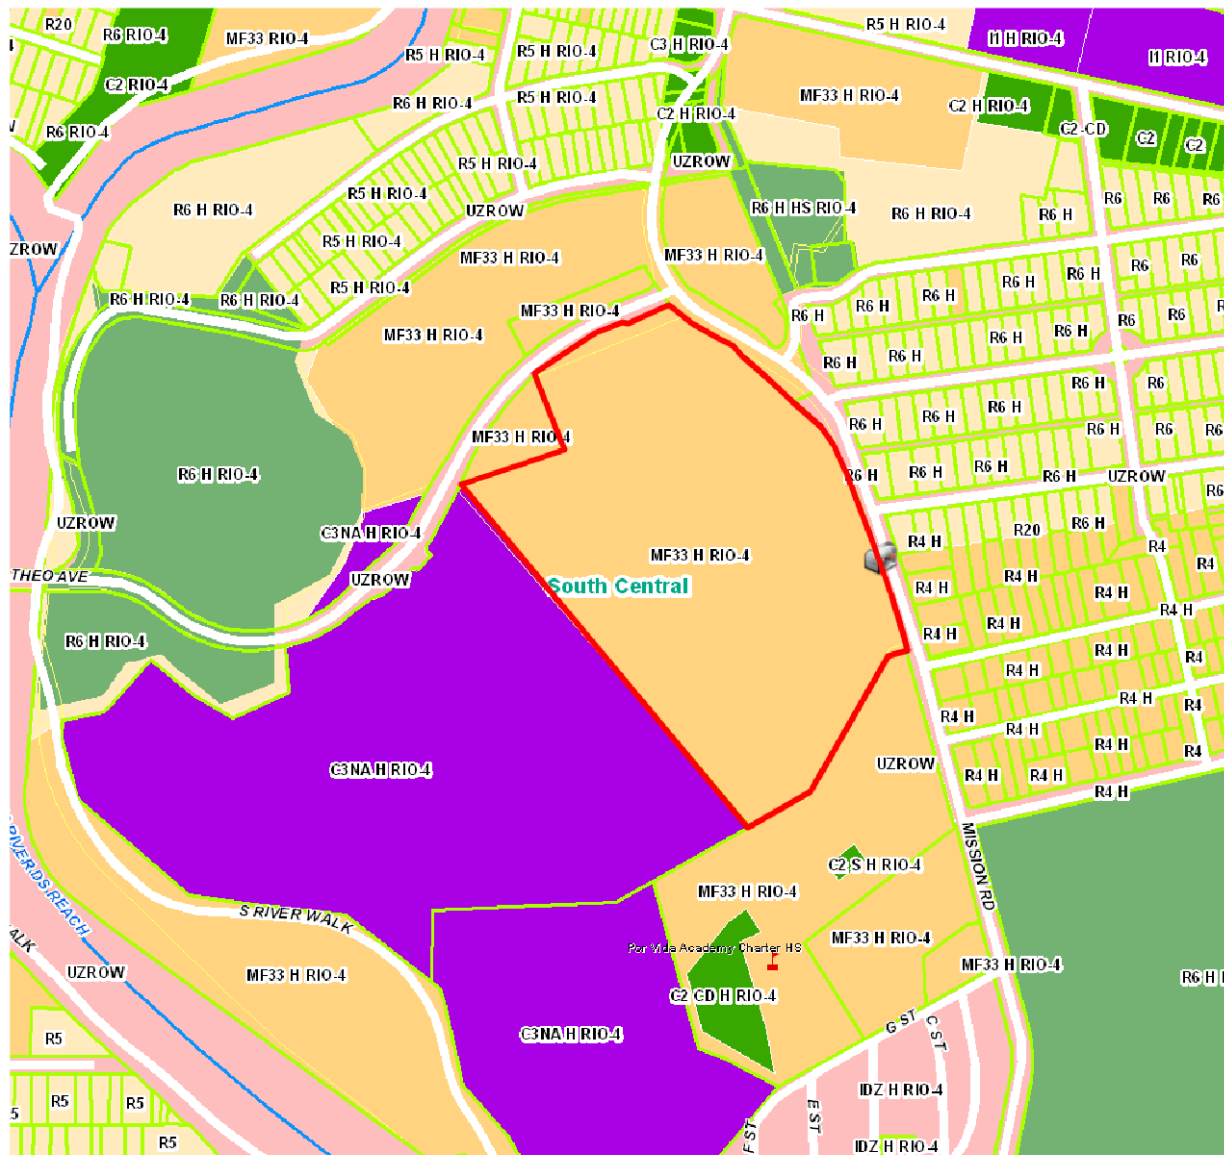 R20
R6 RIO-4
MF33 RIO-4
R5 H RIO-4
R5 H RIO-4
C3 H RIO-4
R5 H RIO-4
I1 H RIO-4
I1 RIO-4
C2 RIO-4
R6 H RIO-4
R5 H RIO-4
C2 H RIO-4
MF33 H RIO-4
C2 H RIO-4
C2-CD
C2
C2
R6 RIO-4
R5 H RIO-4
UZROW
R5 H RIO-4
R6 H RIO-4
UZROW
R6 H HS RIO-4
R6 H RIO-4
R6 H
R6
R6
R6
R5 H RIO-4
ZROW
MF33 H RIO-4
MF33 H RIO-4
R6 H
R6
R6
R5 H RIO-4
R6 H RIO-4
R6 H RIO-4
MF33 H RIO-4
R6 H
R6 H
R6 H
R6 H
R6
R6
MF33 H RIO-4
R6 H
R6 H
R6 H
R6 H
R6 H
R6
R6 H
R6 H
R6 H
R6 H
R6
R6
MF33 H RIO-4
R6 H RIO-4
R6 H
R6 H
R6 H
R6 H
UZROW
R6
UZROW
C3NA H RIO-4
R4 H
R20
R6 H
R4
MF33 H RIO-4
R4
THEO AVE
UZROW
South Central
R4 H
R4 H
R4 H
R4 H
R6 H RIO-4
R4 H
R4 H
R4 H
R4
R4 H
R4 H
R4
R4 H
R4 H
R4 H
R4
C3NA H RIO-4
UZROW
R4 H
R4 H
R4 H
MISSION RD
S RIVER WALK
C2 S H RIO-4
MF33 H RIO-4
MF33 H RIO-4
Por Vida Academy Charter HS
MF33 H RIO-4
UZROW
MF33 H RIO-4
R6 H
C2 CD H RIO-4
G ST
C ST
C3NA H RIO-4
R5
IDZ H RIO-4
R5
R5
R5
E ST
F ST
R5
IDZ H RIO-4